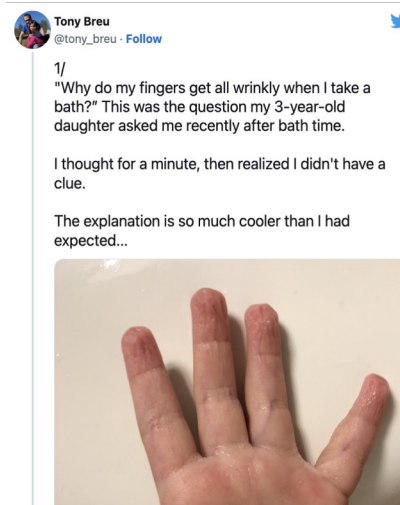 Tony Breu
@tony_breu · Follow
1/
"Why do my fingers get all wrinkly when I take a
bath?” This was the question my 3-year-old
daughter asked me recently after bath time.
I thought for a minute, then realized I didn't have a
clue.
The explanation is so much cooler than I had
expected...